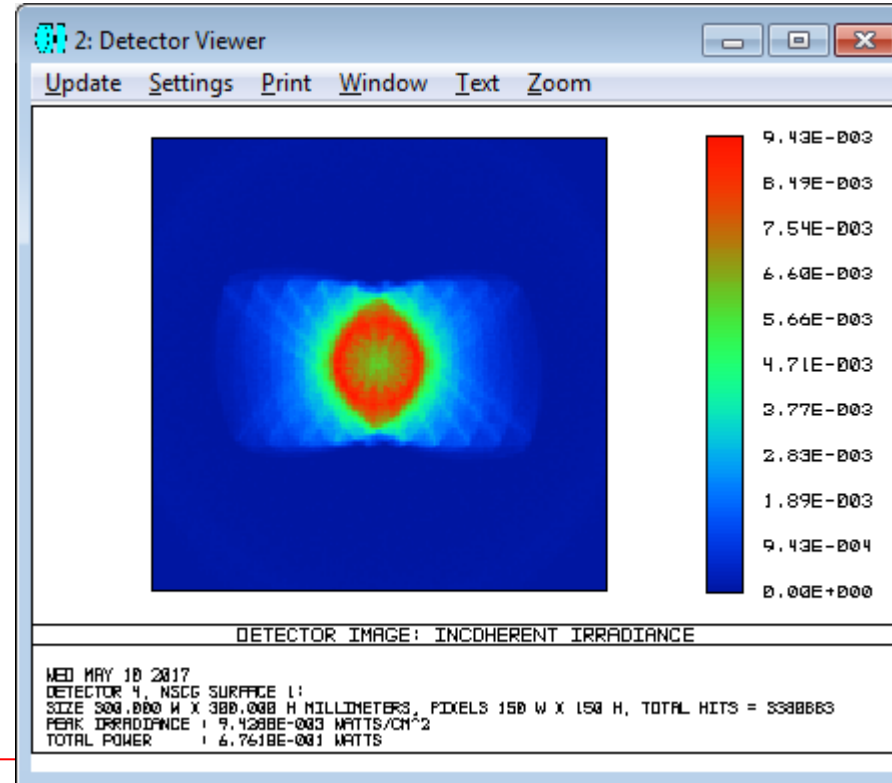 2: Detector Viewer
Update Settings Print Window Text Zoom
9.43E-003
8.49E-003
7.54E-003
6.60E-003
5.66E-003
4.71E-003
3.77E-003
2.83E-003
1.89E-003
9.43E-004
0.00E+000
DETECTOR IMAGE: INCOHERENT IRRADIANCE
WED MAY 10 2017
DETECTOR 4, NSCG SURFACE 1:
SIZE 300.000 W X 300.000 H MILLIMETERS, PIXELS 150 W X 150 H, TOTAL HITS = 3380883
PEAK IRRADIANCE : 9.4288E-003 WATTS/CM^2
TOTAL POWER : 6.7618E-001 WATTS